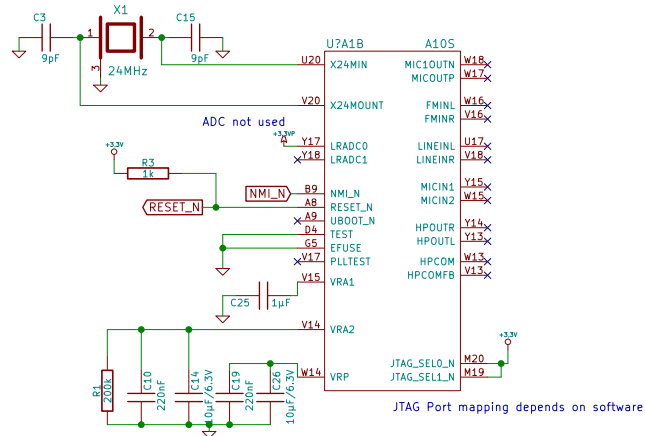 X1
C3
C15
1
2
3
9pF
24MHz
9pF
U?A1B
A10S
U20
X24MIN
MIC1OUTN
W18
MICOUTP
W17
V20
X24MOUNT
FMINL
W16
FMINR
V16
ADC not used
+3.3VP
+3.3V
Y17
LRADC0
LINEINL
U17
Y18
LRADC1
LINEINR
V18
R3
1k
MICIN1
Y15
NMI_N
B9
NMI_N
MICIN2
W15
RESET_N
A8
RESET_N
A9
UBOOT_N
HPOUTR
Y14
D4
TEST
HPOUTL
Y13
G5
EFUSE
V17
PLLTEST
HPCOM
W13
HPCOMFB
V13
V15
VRA1
C25
1µF
V14
VRA2
+3.3V
W14
VRP
JTAG_SEL0_N
M20
JTAG_SEL1_N
M19
R1
200k
C10
220nF
C14
10µF/6.3V
C19
220nF
C26
10µF/6.3V
JTAG Port mapping depends on software